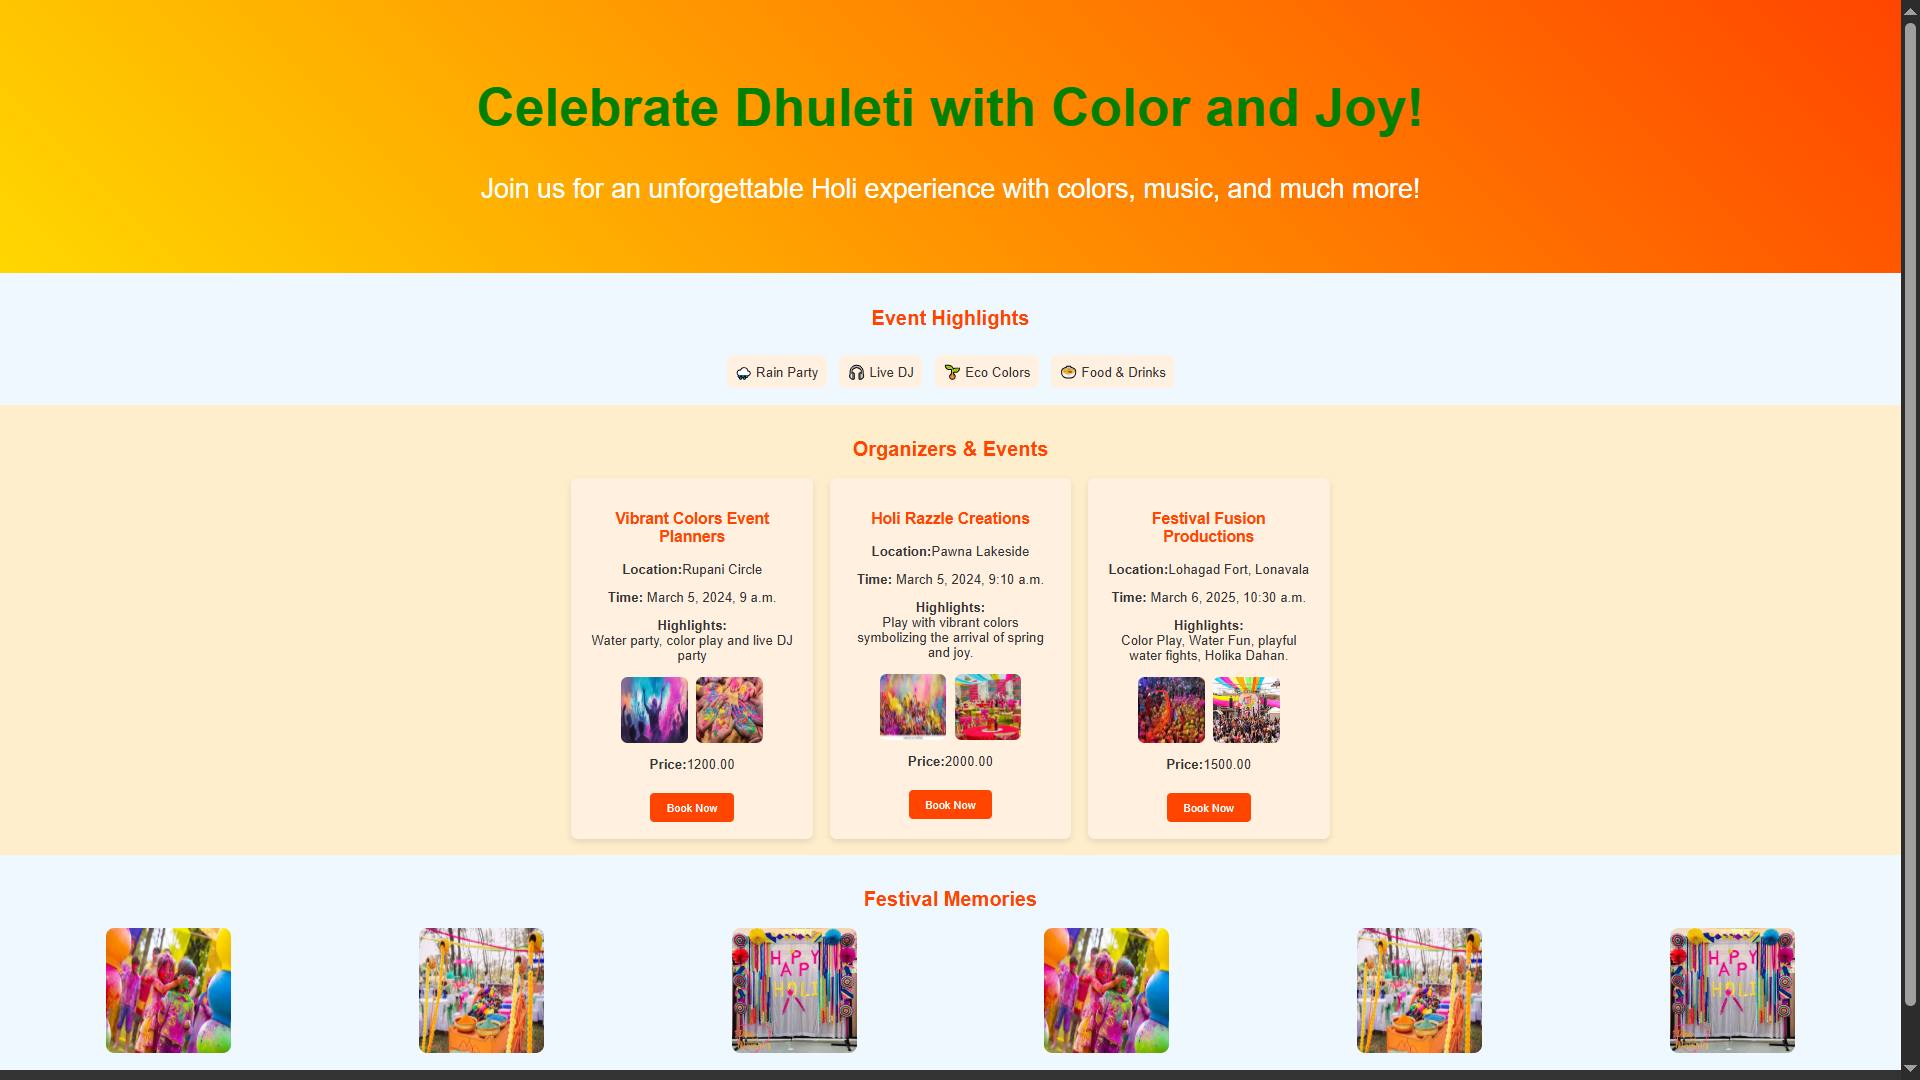 Celebrate Dhuleti with Color and Joy!
Join us for an unforgettable Holi experience with colors, music, and much more!
Event Highlights
Rain Party
Live DJ
Eco Colors
Food & Drinks
Organizers & Events
Vibrant Colors Event
Planners
Location:Rupani Circle
Time: March 5, 2024, 9 a.m.
Highlights:
Water party, color play and live DJ
party
Price:1200.00
Book Now
Holi Razzle Creations
Location:Pawna Lakeside
Time: March 5, 2024, 9:10 a.m.
Highlights:
Play with vibrant colors
symbolizing the arrival of spring
and joy.
Price:2000.00
Book Now
Festival Fusion
Productions
Location:Lohagad Fort, Lonavala
Time: March 6, 2025, 10:30 a.m.
Highlights:
Color Play, Water Fun, playful
water fights, Holika Dahan.
Price:1500.00
Book Now
Festival Memories
HPPY
AP
HOLI
HPPY
AP
HOLI